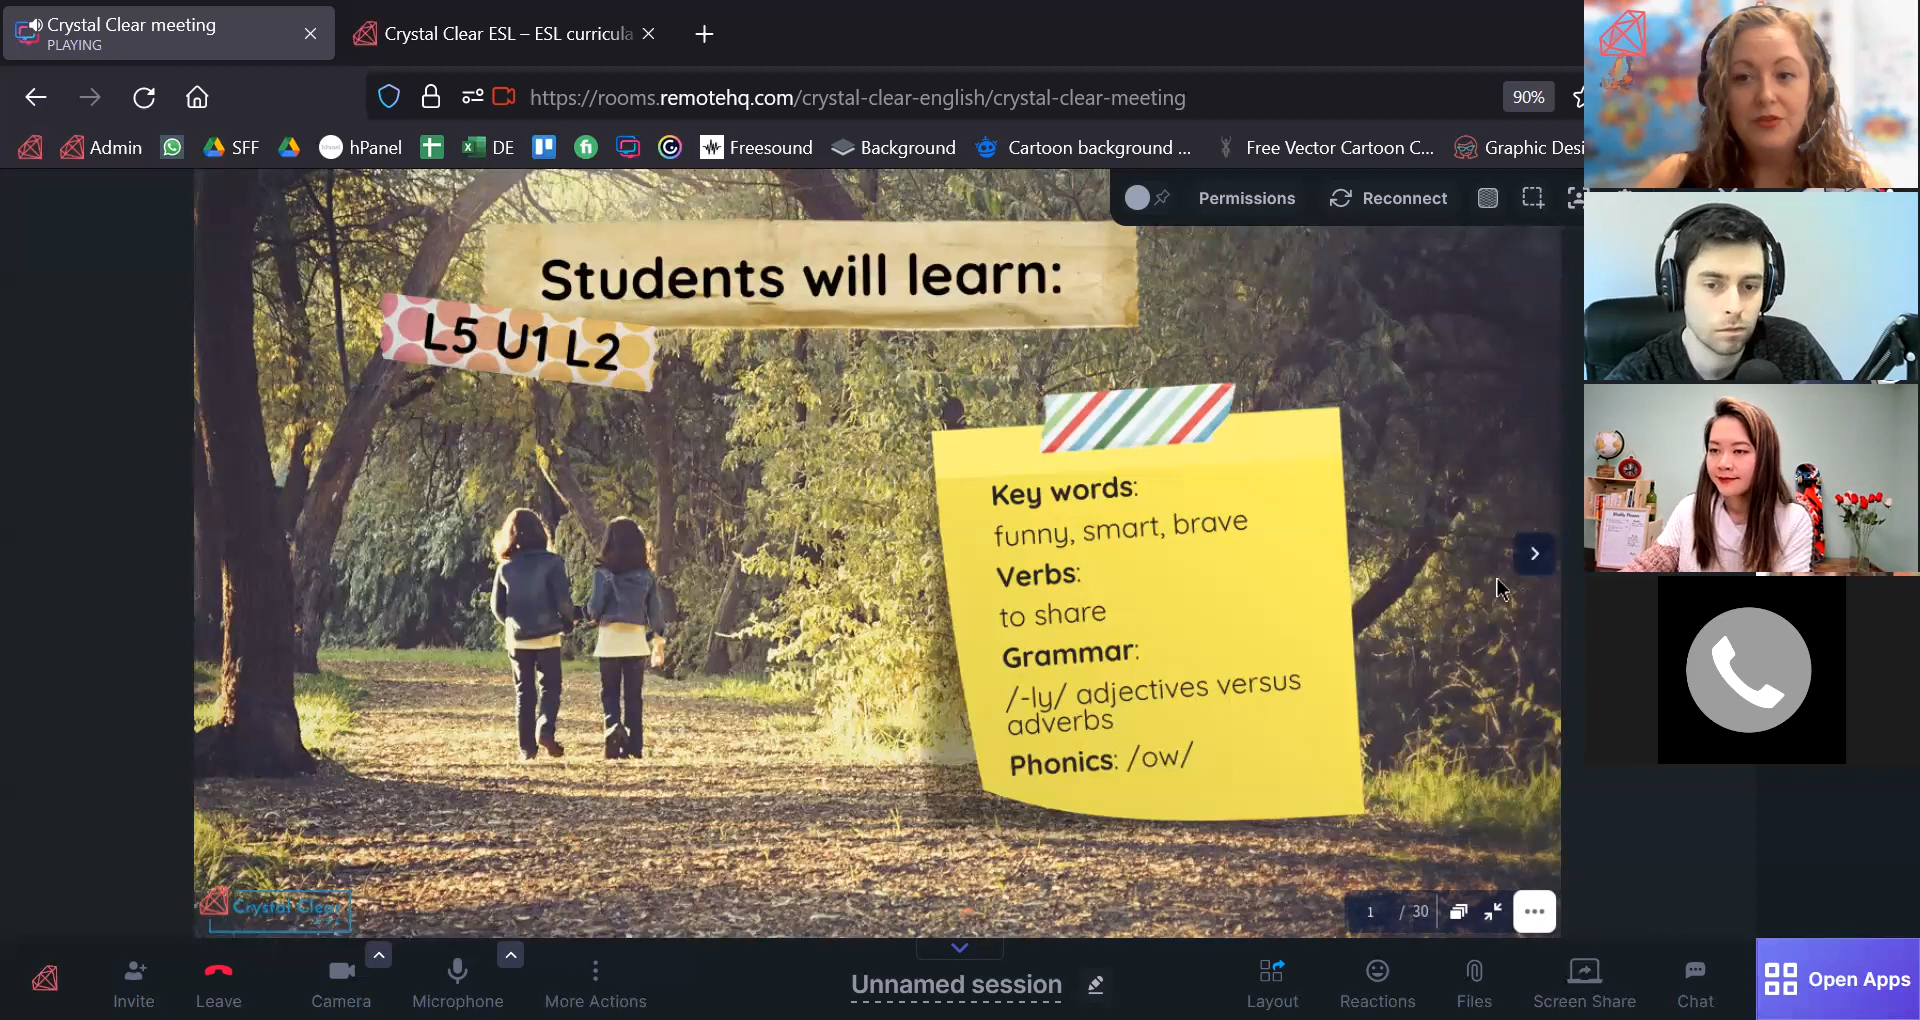 Crystal Clear meeting
PLAYING
Crystal Clear ESL – ESL curricula
https://rooms.remotehq.com/crystal-clear-english/crystal-clear-meeting
90%
Admin
SFF
hPanel
DE
Freesound
Background
Cartoon background ...
Free Vector Cartoon C...
Graphic Desi
Permissions
Reconnect
Students will learn:
L5 U1 L2
Key words:
funny, smart, brave
Verbs:
to share
Grammar:
/-ly/ adjectives versus
adverbs
Phonics: /ow/
Crystal Clear
1 / 30
Invite
Leave
Camera
Microphone
More Actions
Unnamed session
Layout
Reactions
Files
Screen Share
Chat
Open Apps